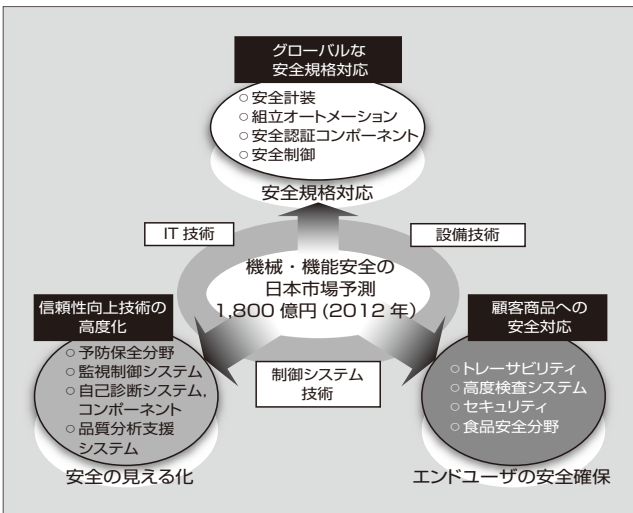 グローバルな
安全規格対応
○安全計装
○組立オートメーション
○安全認証コンポーネント
○安全制御
安全規格対応
IT 技術
設備技術
機械・機能安全の
日本市場予測
1,800 億円 (2012 年)
信頼性向上技術の
高度化
○予防保全分野
○監視制御システム
○自己診断システム,
コンポーネント
○品質分析支援
システム
安全の見える化
制御システム
技術
顧客商品への
安全対応
○トレーサビリティ
○高度検査システム
○セキュリティ
○食品安全分野
エンドユーザの安全確保